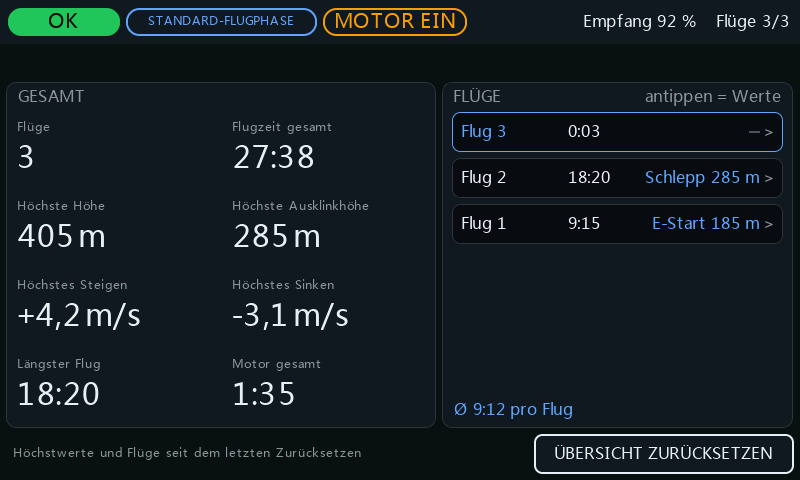 OK STANDARD-FLUGPHASE MOTOR EIN Empfang 92 % Flüge 3/3
GESAMT
Flüge Flugzeit gesamt
3 27:38
Höchste Höhe Höchste Ausklinkhöhe
405 m 285 m
Höchstes Steigen Höchstes Sinken
+4,2 m/s -3,1 m/s
Längster Flug Motor gesamt
18:20 1:35
FLÜGE antippen = Werte
Flug 3 0:03 — >
Flug 2 18:20 Schlepp 285 m >
Flug 1 9:15 E-Start 185 m >
Ø 9:12 pro Flug
Höchstwerte und Flüge seit dem letzten Zurücksetzen
ÜBERSICHT ZURÜCKSETZEN